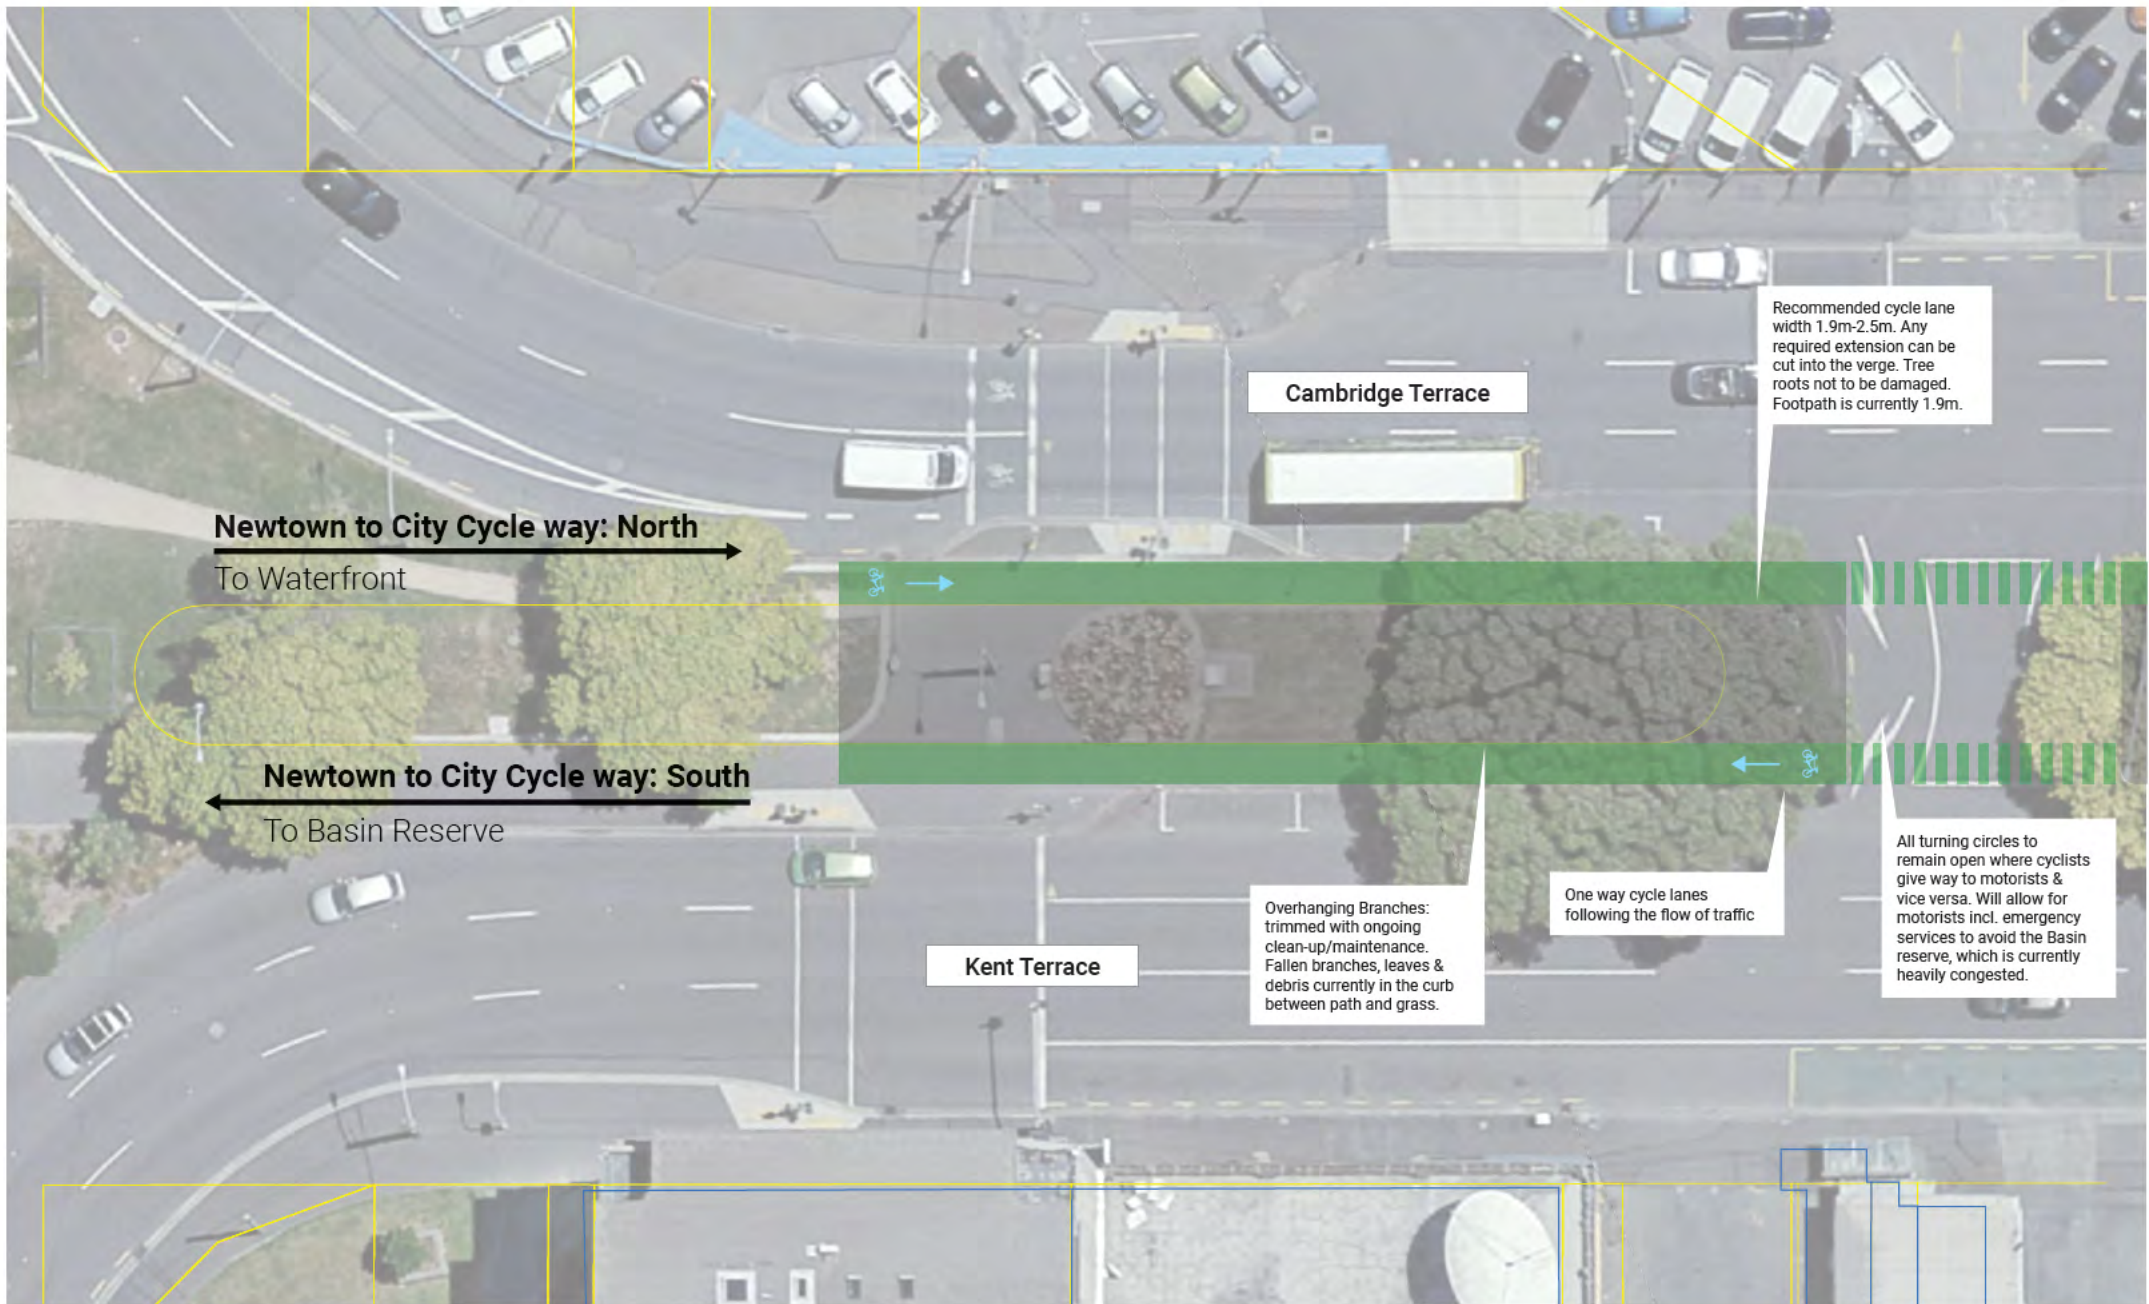 Recommended cycle lane
width 1.9m-2.5m. Any
required extension can be
cut into the verge. Tree
roots not to be damaged.
Footpath is currently 1.9m.
Cambridge Terrace
Newtown to City Cycle way: North
To Waterfront
Newtown to City Cycle way: South
To Basin Reserve
Kent Terrace
Overhanging Branches:
trimmed with ongoing
clean-up/maintenance.
Fallen branches, leaves &
debris currently in the curb
between path and grass.
One way cycle lanes
following the flow of traffic
All turning circles to
remain open where cyclists
give way to motorists &
vice versa. Will allow for
motorists incl. emergency
services to avoid the Basin
reserve, which is currently
heavily congested.